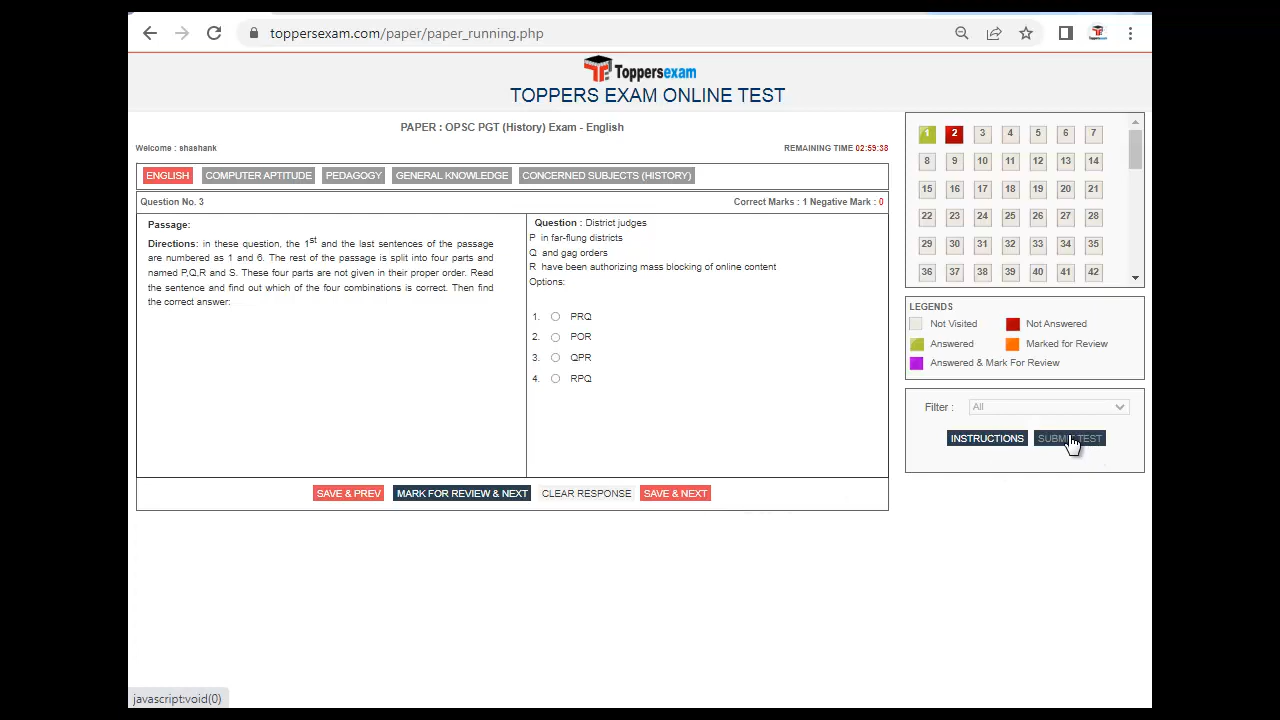 toppersexam.com/paper/paper_running.php
Toppersexam
TOPPERS EXAM ONLINE TEST
PAPER : OPSC PGT (History) Exam - English
Welcome : shashank
REMAINING TIME 02:59:38
ENGLISH
COMPUTER APTITUDE
PEDAGOGY
GENERAL KNOWLEDGE
CONCERNED SUBJECTS (HISTORY)
Question No. 3
Correct Marks : 1 Negative Mark : 0
Passage:
Directions: in these question, the 1st and the last sentences of the passage
are numbered as 1 and 6. The rest of the passage is split into four parts and
named P,Q,R and S. These four parts are not given in their proper order. Read
the sentence and find out which of the four combinations is correct. Then find
the correct answer:
Question : District judges
P in far-flung districts
Q and gag orders
R have been authorizing mass blocking of online content
Options:
1. PRQ
2. POR
3. QPR
4. RPQ
SAVE & PREV
MARK FOR REVIEW & NEXT
CLEAR RESPONSE
SAVE & NEXT
1 2 3 4 5 6 7
8 9 10 11 12 13 14
15 16 17 18 19 20 21
22 23 24 25 26 27 28
29 30 31 32 33 34 35
36 37 38 39 40 41 42
LEGENDS
Not Visited
Not Answered
Answered
Marked for Review
Answered & Mark For Review
Filter : All
INSTRUCTIONS
SUBMIT TEST
javascript:void(0)